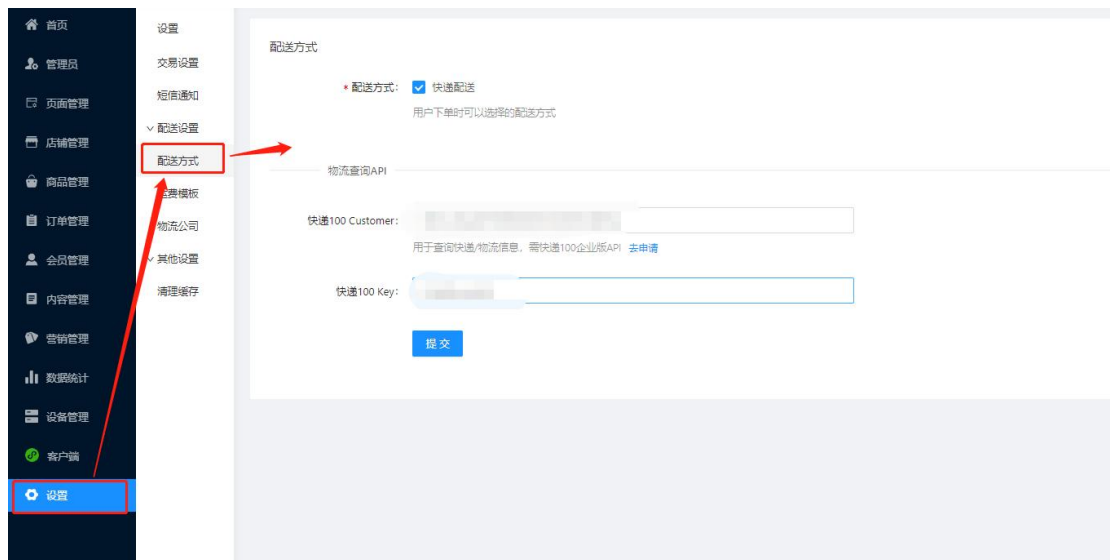 首页
管理员
页面管理
店铺管理
商品管理
订单管理
会员管理
内容管理
营销管理
数据统计
设备管理
客户端
设置
设置
交易设置
短信通知
配送设置
配送方式
费模板
物流公司
其他设置
清理缓存
配送方式
* 配送方式： 快递配送
用户下单时可以选择的配送方式
物流查询API
快递100 Customer：
用于查询快递/物流信息，需快递100企业版API 去申请
快递100 Key：
提交